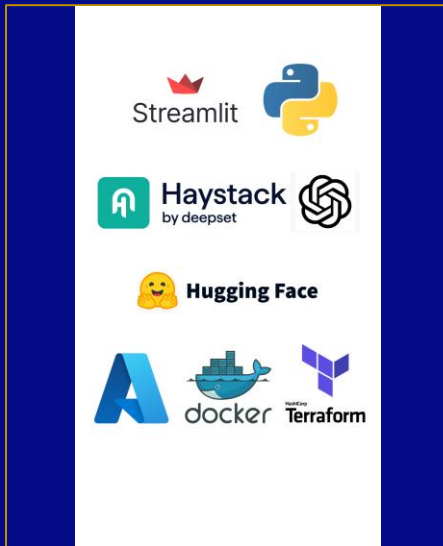 Streamlit
Haystack
by deepset
Hugging Face
docker
HashiCorp
Terraform